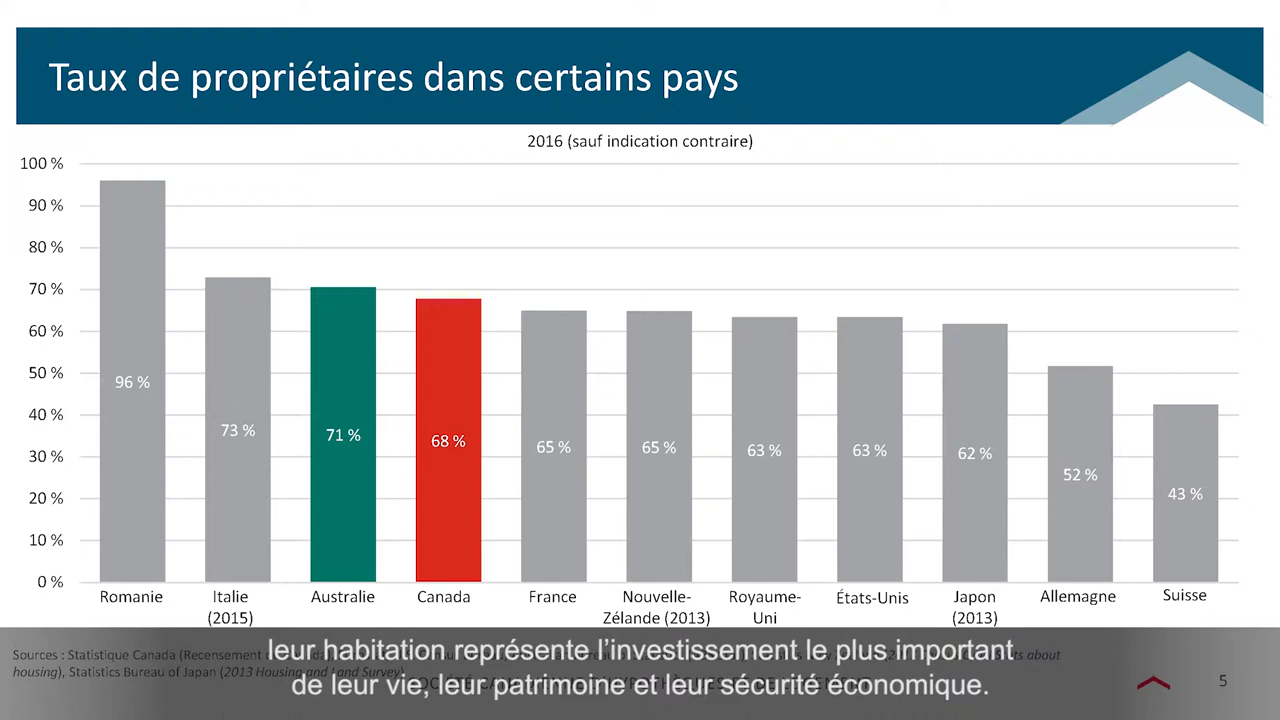 Taux de propriétaires dans certains pays
2016 (sauf indication contraire)
100 %
90 %
80 %
70 %
60 %
50 %
40 %
30 %
20 %
10 %
0 %
96 %
73 %
71 %
68 %
65 %
65 %
63 %
63 %
62 %
52 %
43 %
Romanie
Italie
(2015)
Australie
Canada
France
Nouvelle-
Zélande (2013)
Royaume-
Uni
États-Unis
Japon
(2013)
Allemagne
Suisse
Sources : Statistique Canada (Recensement
housing), Statistics Bureau of Japan (2013 Housing and Land Survey)
leur habitation représente l’investissement le plus important
de leur vie, leur patrimoine et leur sécurité économique.
5